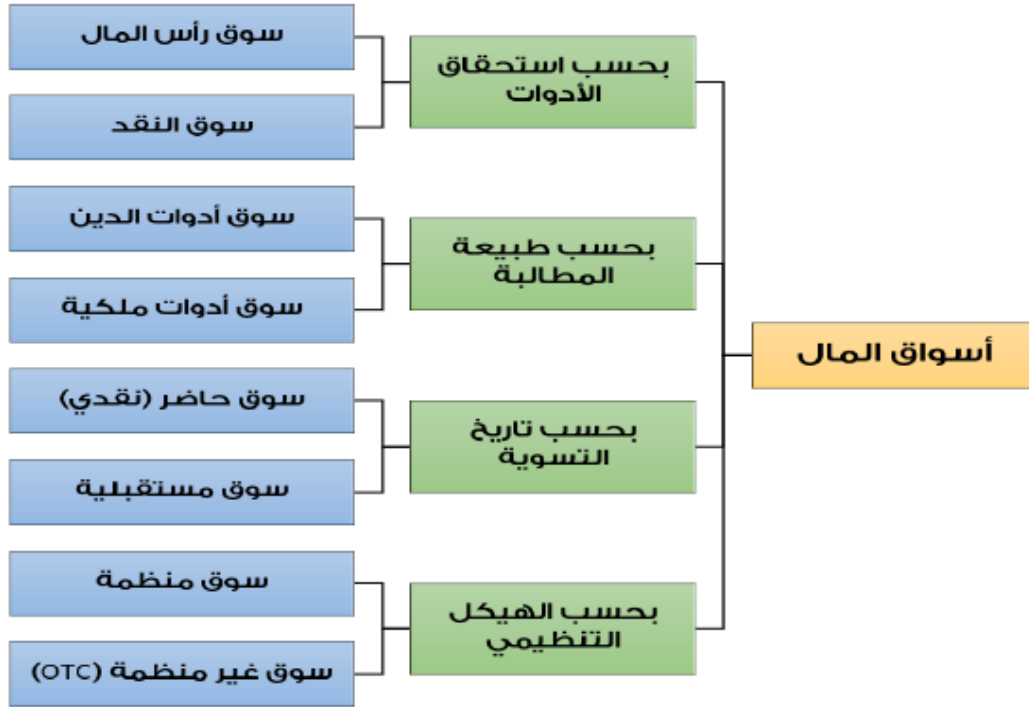 أسواق المال
بحسب استحقاق
الأدوات
سوق رأس المال
سوق النقد
بحسب طبيعة
المطالبة
سوق أدوات الدين
سوق أدوات ملكية
بحسب تاريخ
التسوية
سوق حاضر (نقدي)
سوق مستقبلية
بحسب الهيكل
التنظيمي
سوق منظمة
سوق غير منظمة (OTC)